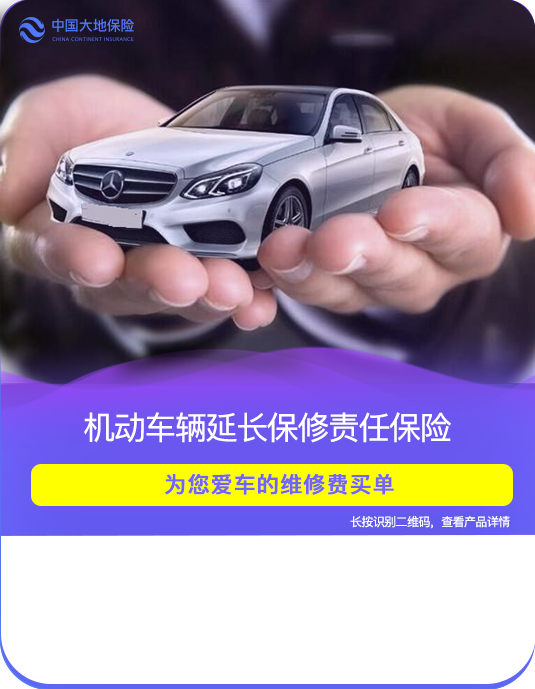 中国大地保险
CHINA CONTINENT INSURANCE
机动车辆延长保修责任保险
为您爱车的维修费买单
长按识别二维码，查看产品详情